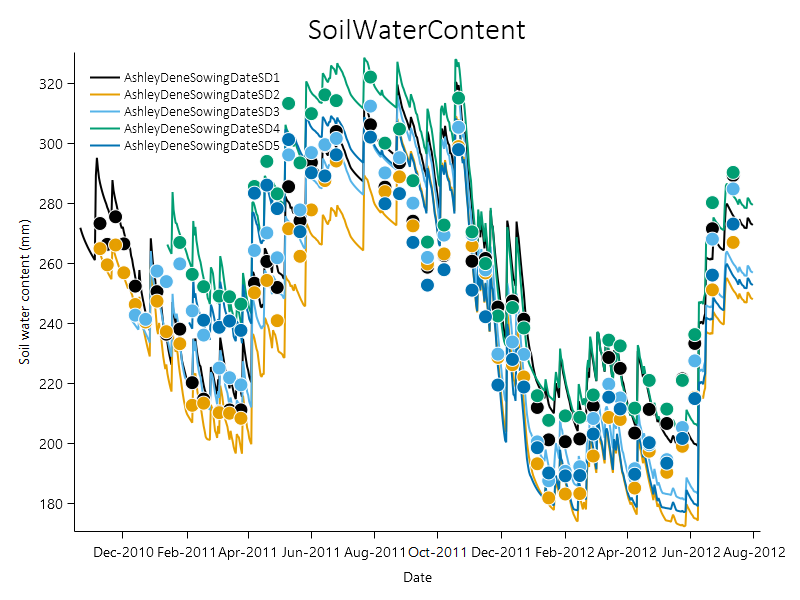 SoilWaterContent
AshleyDeneSowingDateSD1
AshleyDeneSowingDateSD2
AshleyDeneSowingDateSD3
AshleyDeneSowingDateSD4
AshleyDeneSowingDateSD5
Soil water content (mm)
320
300
280
260
240
220
200
180
Dec-2010 Feb-2011 Apr-2011 Jun-2011 Aug-2011 Oct-2011 Dec-2011 Feb-2012 Apr-2012 Jun-2012 Aug-2012
Date